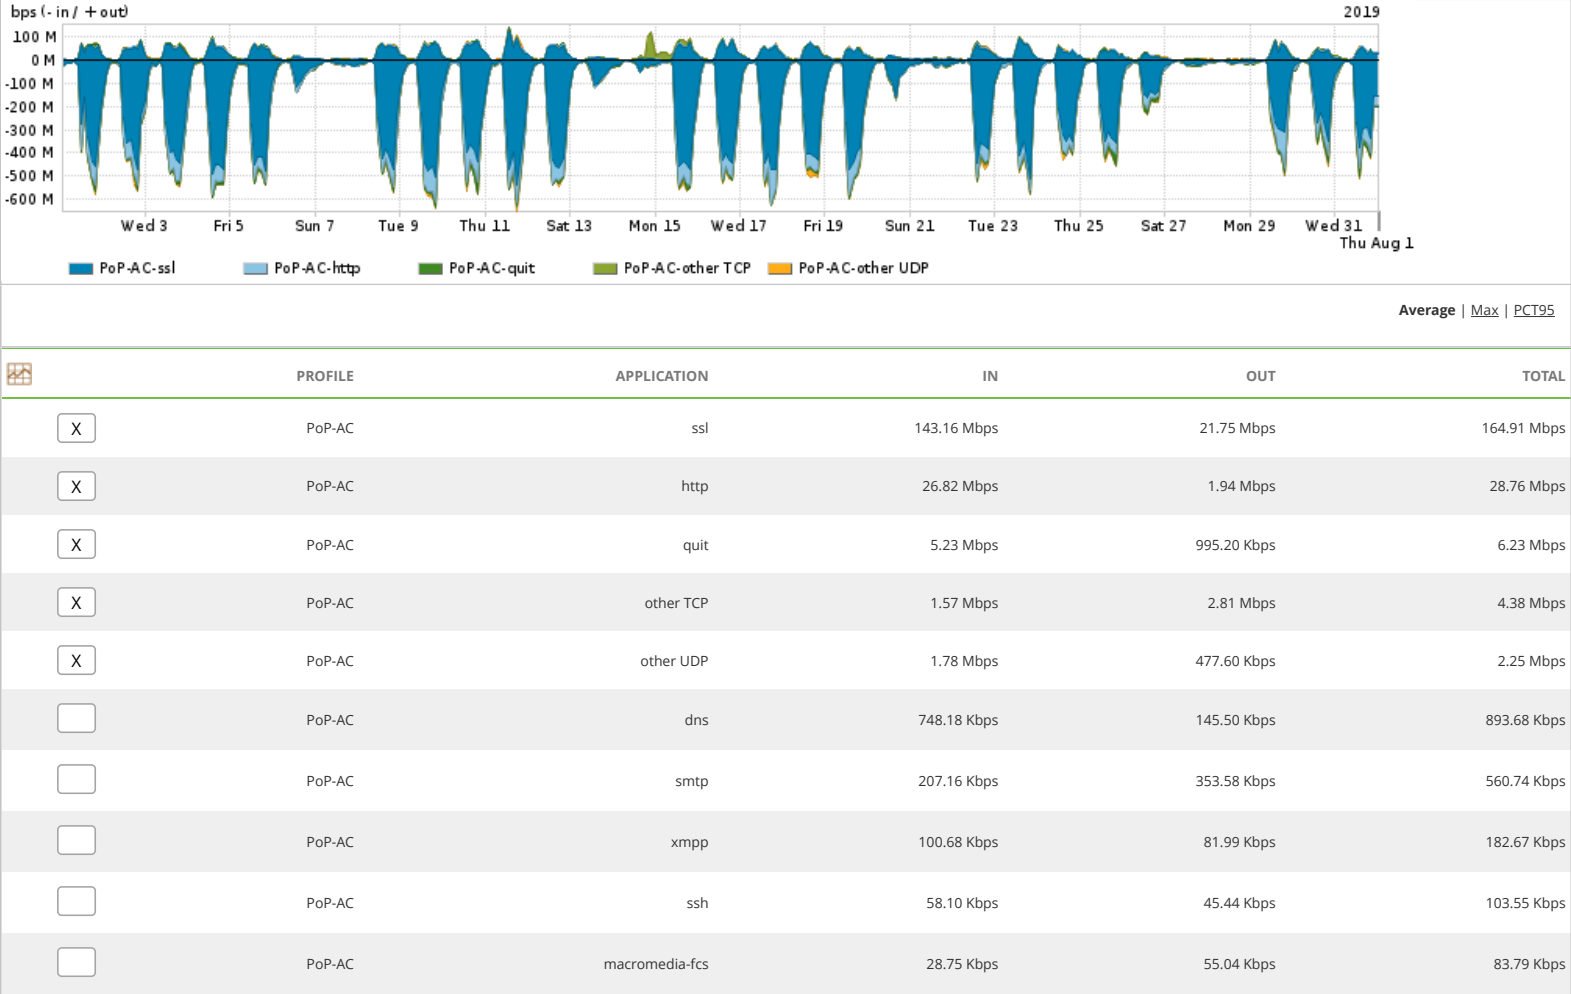 bps (- in / + out) 2019
100 M
0 M
-100 M
-200 M
-300 M
-400 M
-500 M
-600 M
Wed 3 Fri 5 Sun 7 Tue 9 Thu 11 Sat 13 Mon 15 Wed 17 Fri 19 Sun 21 Tue 23 Thu 25 Sat 27 Mon 29 Wed 31
Thu Aug 1
PoP-AC-ssl PoP-AC-http PoP-AC-quit PoP-AC-other TCP PoP-AC-other UDP
Average | Max | PCT95
PROFILE APPLICATION IN OUT TOTAL
X PoP-AC ssl 143.16 Mbps 21.75 Mbps 164.91 Mbps
X PoP-AC http 26.82 Mbps 1.94 Mbps 28.76 Mbps
X PoP-AC quit 5.23 Mbps 995.20 Kbps 6.23 Mbps
X PoP-AC other TCP 1.57 Mbps 2.81 Mbps 4.38 Mbps
X PoP-AC other UDP 1.78 Mbps 477.60 Kbps 2.25 Mbps
PoP-AC dns 748.18 Kbps 145.50 Kbps 893.68 Kbps
PoP-AC smtp 207.16 Kbps 353.58 Kbps 560.74 Kbps
PoP-AC xmpp 100.68 Kbps 81.99 Kbps 182.67 Kbps
PoP-AC ssh 58.10 Kbps 45.44 Kbps 103.55 Kbps
PoP-AC macromedia-fcs 28.75 Kbps 55.04 Kbps 83.79 Kbps